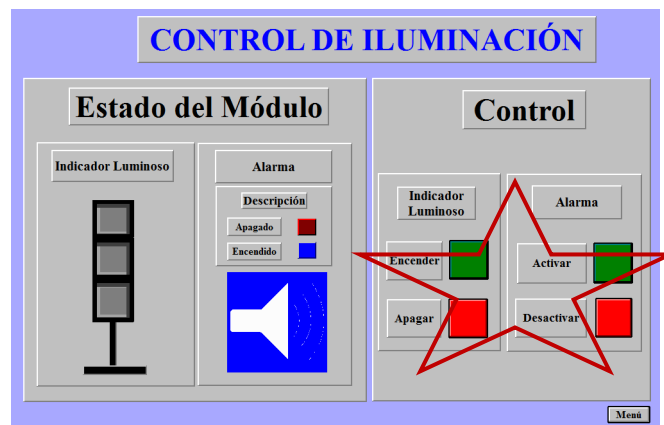 CONTROL DE ILUMINACIÓN
Estado del Módulo
Indicador Luminoso
Alarma
Descripción
Apagado
Encendido
Control
Indicador
Luminoso
Encender
Apagar
Alarma
Activar
Desactivar
Menú